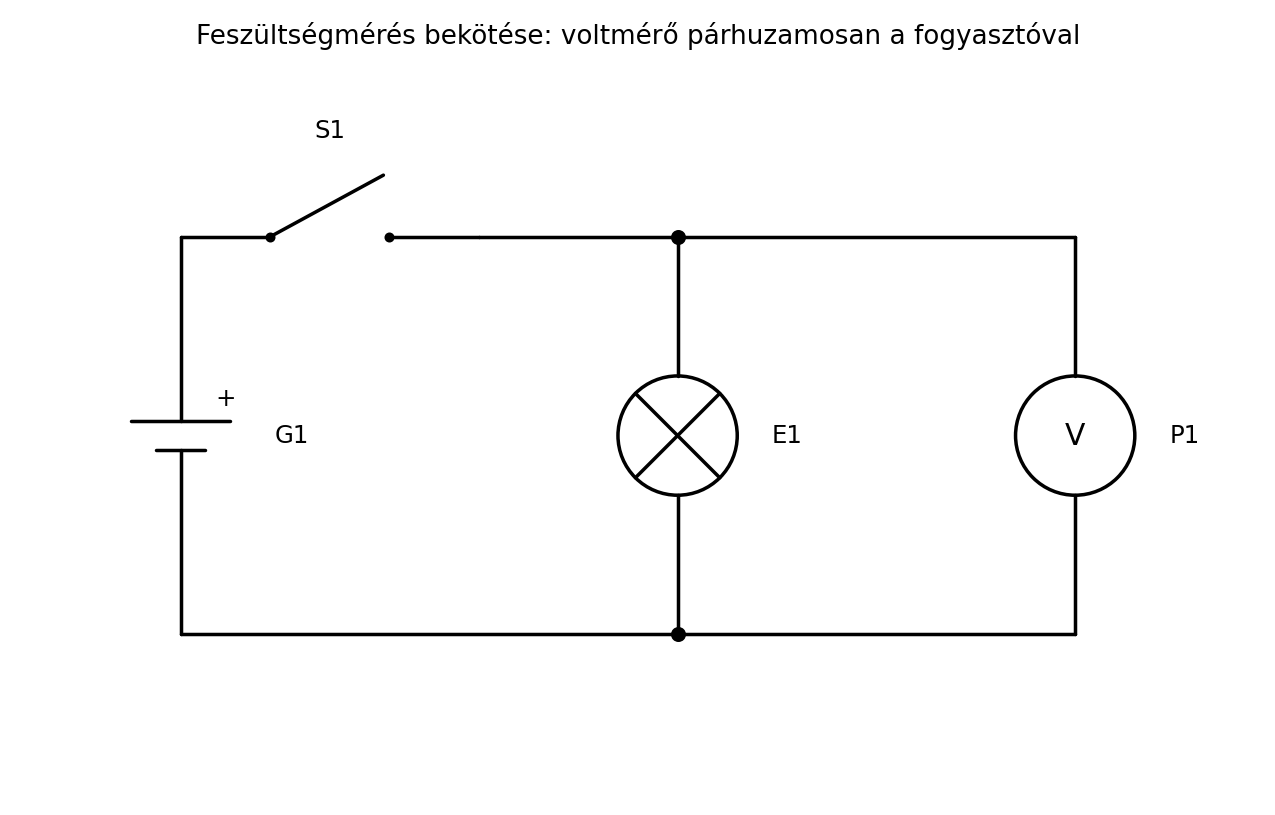 Feszültségmérés bekötése: voltmérő párhuzamosan a fogyasztóval
S1
+
G1
E1
V
P1